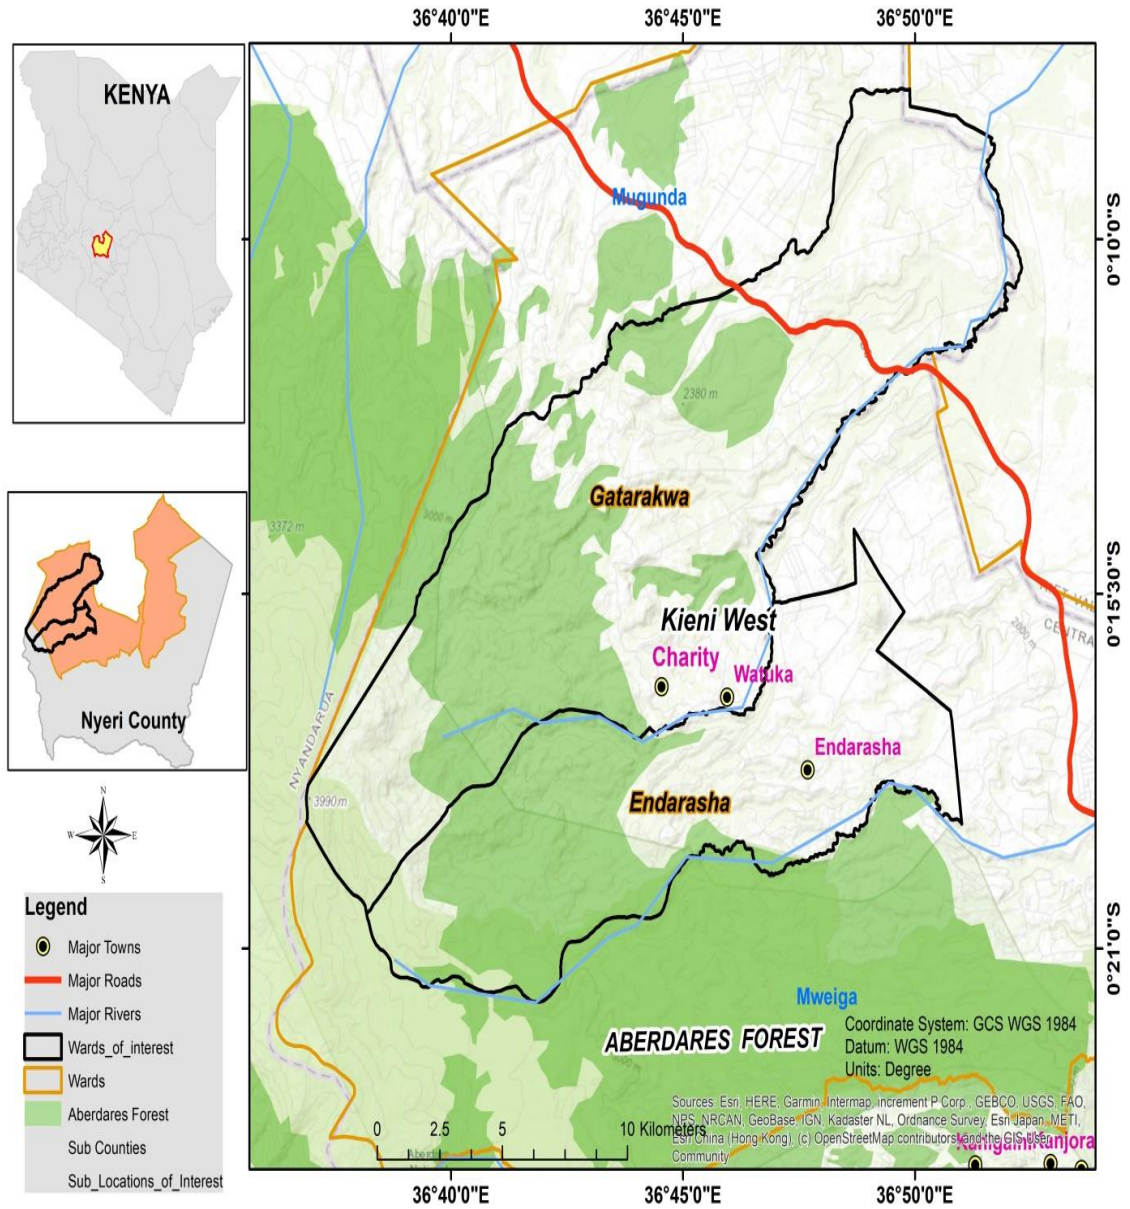 36°40'0"E 36°45'0"E 36°50'0"E
KENYA
Mugunda
0°10'0"S
2380 m
Gatarakwa
3000 m
3372 m
0°15'30"S
Kieni West
2000 m
CENTRA
Charity
Watuka
Nyeri County
NYANDARUA
Endarasha
3990 m
Endarasha
N
W E
S
0°21'0"S
Legend
Major Towns
Major Roads
Major Rivers
Wards_of_interest
Wards
Aberdares Forest
Sub Counties
Sub_Locations_of_Interest
Mweiga
ABERDARES FOREST
Coordinate System: GCS WGS 1984
Datum: WGS 1984
Units: Degree
Sources: Esri, HERE, Garmin, Intermap, increment P Corp., GEBCO, USGS, FAO,
NPS, NRCAN, GeoBase, IGN, Kadaster NL, Ordnance Survey, Esri Japan, METI,
Esri China (Hong Kong), (c) OpenStreetMap contributors, and the GIS User
Community
0 2.5 5 10 Kilometers
Kanjora
36°40'0"E 36°45'0"E 36°50'0"E